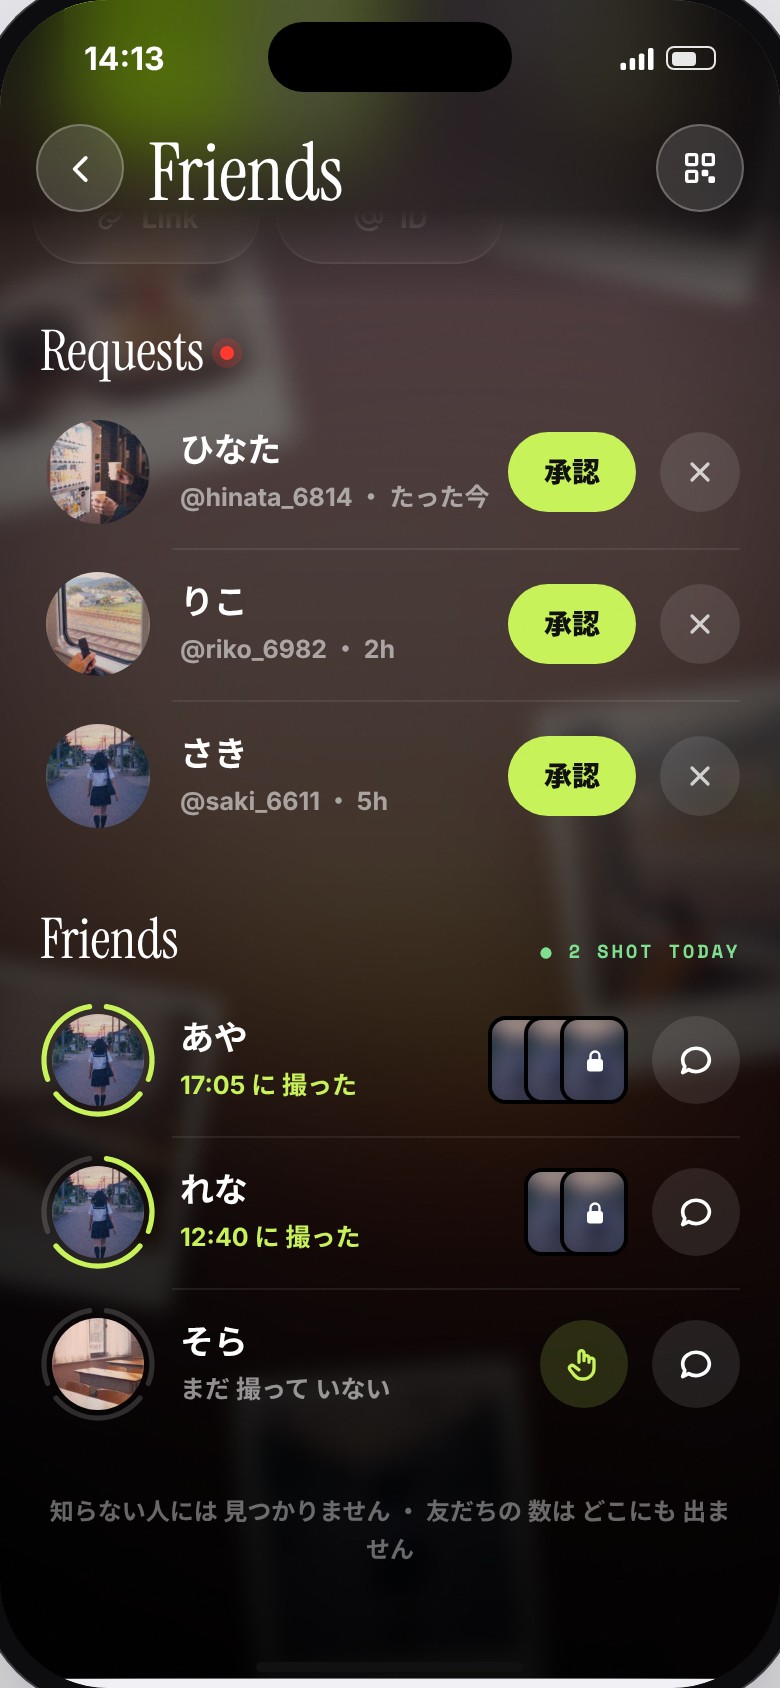 14:13
Friends
Link
@ ID
Requests
ひなた
@hinata_6814 • たった今
承認
りこ
@riko_6982 • 2h
承認
さき
@saki_6611 • 5h
承認
Friends
2 SHOT TODAY
あや
17:05 に 撮った
れな
12:40 に 撮った
そら
まだ 撮って いない
知らない人には 見つかりません • 友だちの 数は どこにも 出ま
せん